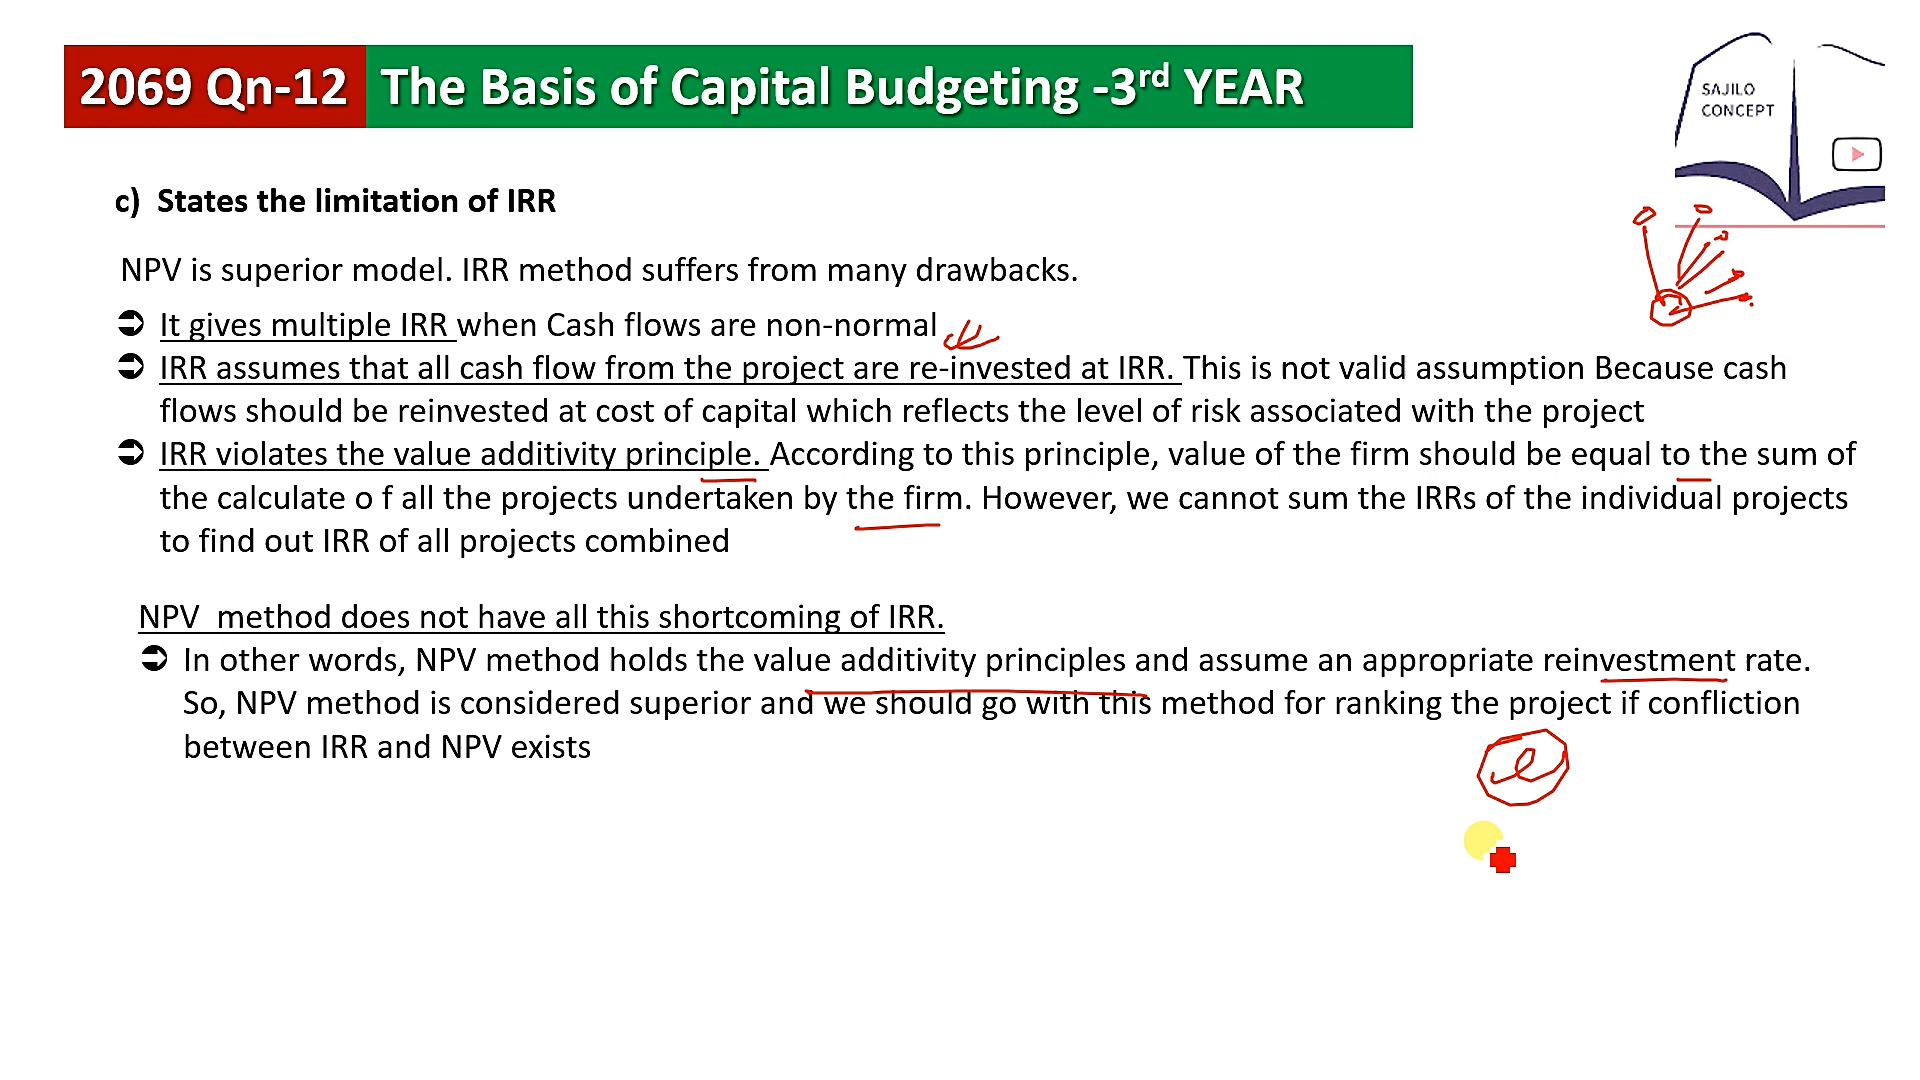 2069 Qn-12 The Basis of Capital Budgeting -3rd YEAR
SAJILO
CONCEPT
c) States the limitation of IRR
NPV is superior model. IRR method suffers from many drawbacks.
It gives multiple IRR when Cash flows are non-normal
IRR assumes that all cash flow from the project are re-invested at IRR. This is not valid assumption Because cash
flows should be reinvested at cost of capital which reflects the level of risk associated with the project
IRR violates the value additivity principle. According to this principle, value of the firm should be equal to the sum of
the calculate o f all the projects undertaken by the firm. However, we cannot sum the IRRs of the individual projects
to find out IRR of all projects combined
NPV method does not have all this shortcoming of IRR.
In other words, NPV method holds the value additivity principles and assume an appropriate reinvestment rate.
So, NPV method is considered superior and we should go with this method for ranking the project if confliction
between IRR and NPV exists